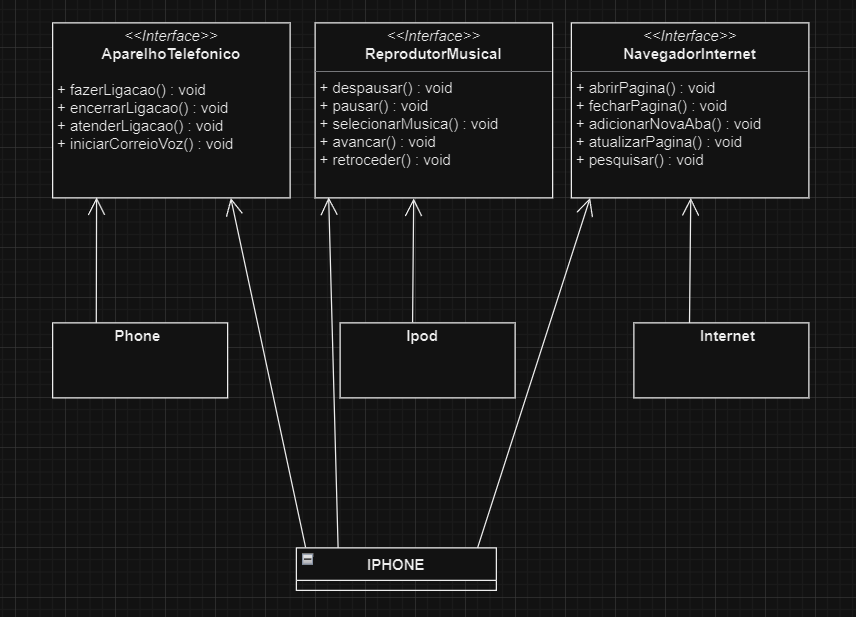 <<Interface>>
AparelhoTelefonico
+ fazerLigacao() : void
+ encerrarLigacao() : void
+ atenderLigacao() : void
+ iniciarCorreioVoz() : void
<<Interface>>
ReprodutorMusical
+ despausar() : void
+ pausar() : void
+ selecionarMusica() : void
+ avancar() : void
+ retroceder() : void
<<Interface>>
NavegadorInternet
+ abrirPagina() : void
+ fecharPagina() : void
+ adicionarNovaAba() : void
+ atualizarPagina() : void
+ pesquisar() : void
Phone
Ipod
Internet
IPHONE